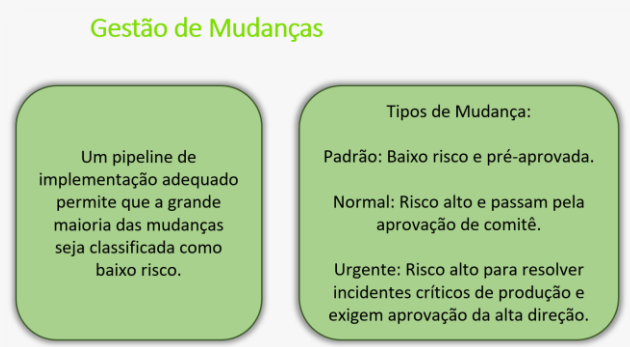 Gestão de Mudanças
Um pipeline de
implementação adequado
permite que a grande
maioria das mudanças
seja classificada como
baixo risco.
Tipos de Mudança:
Padrão: Baixo risco e pré-aprovada.
Normal: Risco alto e passam pela
aprovação de comitê.
Urgente: Risco alto para resolver
incidentes críticos de produção e
exigem aprovação da alta direção.